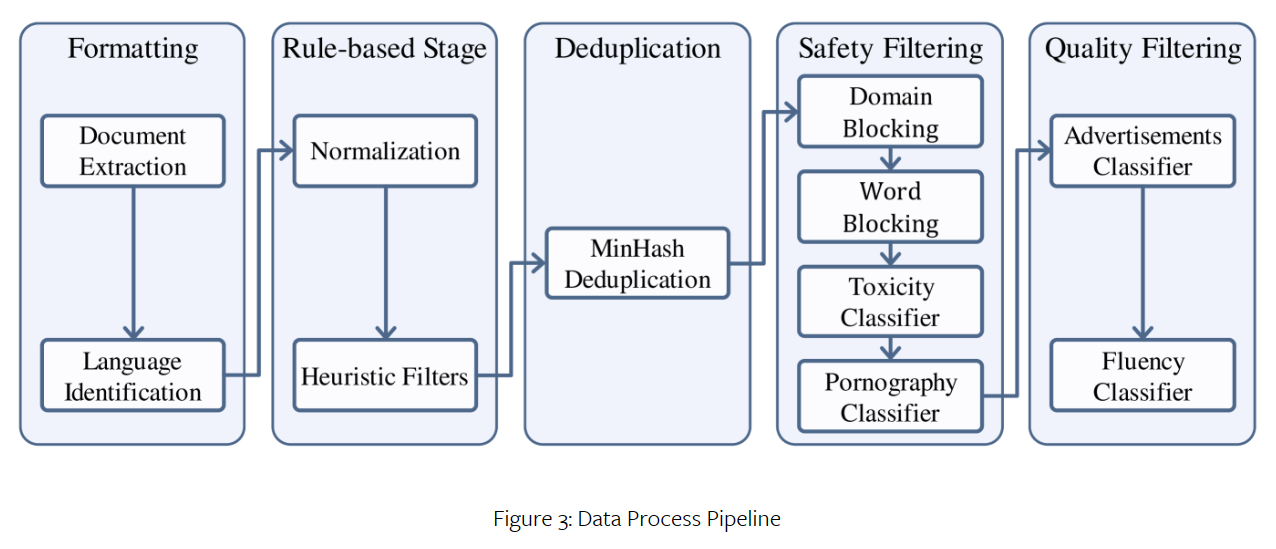 Formatting
Document
Extraction
Language
Identification
Rule-based Stage
Normalization
Heuristic Filters
Deduplication
MinHash
Deduplication
Safety Filtering
Domain
Blocking
Word
Blocking
Toxicity
Classifier
Pornography
Classifier
Quality Filtering
Advertisements
Classifier
Fluency
Classifier
Figure 3: Data Process Pipeline